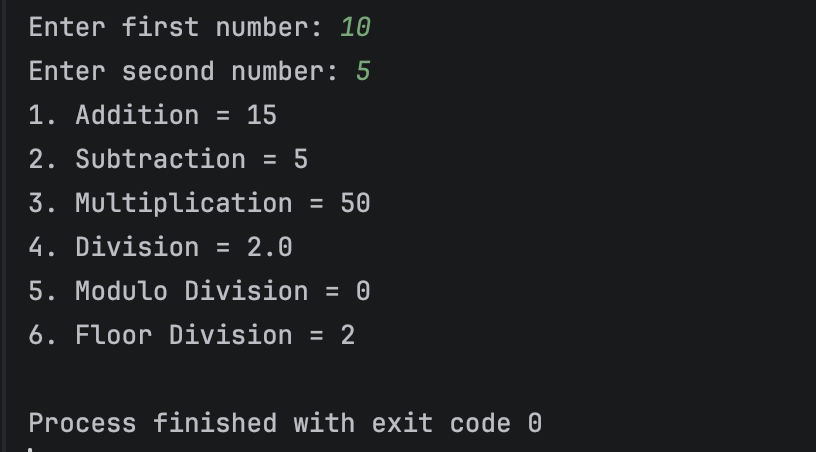 Enter first number: 10
Enter second number: 5
1. Addition = 15
2. Subtraction = 5
3. Multiplication = 50
4. Division = 2.0
5. Modulo Division = 0
6. Floor Division = 2
Process finished with exit code 0